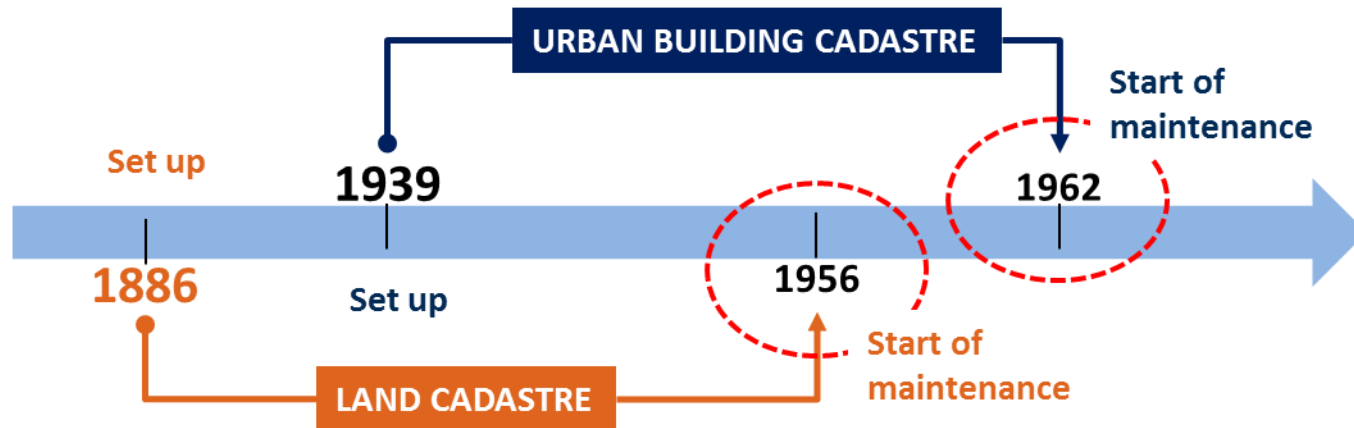 URBAN BUILDING CADASTRE
Start of
maintenance
Set up
1939
1962
1886
Set up
1956
Start of
maintenance
LAND CADASTRE